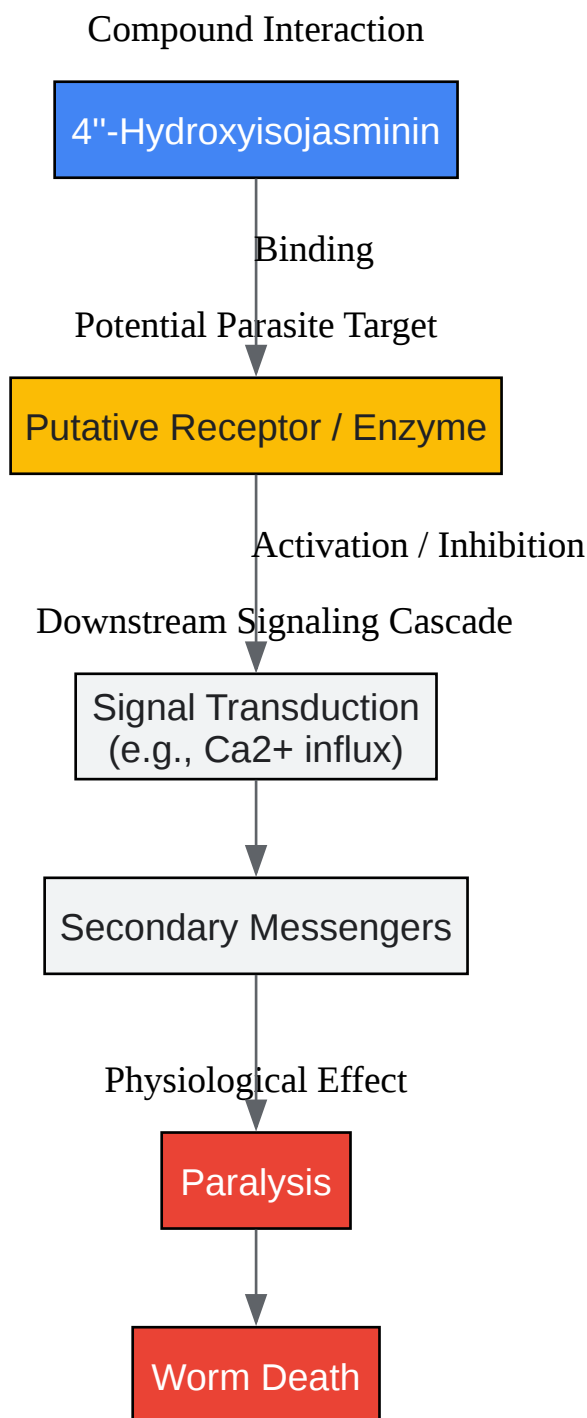 Compound Interaction
4''-Hydroxyisojasminin
Binding
Potential Parasite Target
Putative Receptor / Enzyme
Activation / Inhibition
Downstream Signaling Cascade
Signal Transduction
(e.g., Ca2+ influx)
Secondary Messengers
Physiological Effect
Paralysis
Worm Death